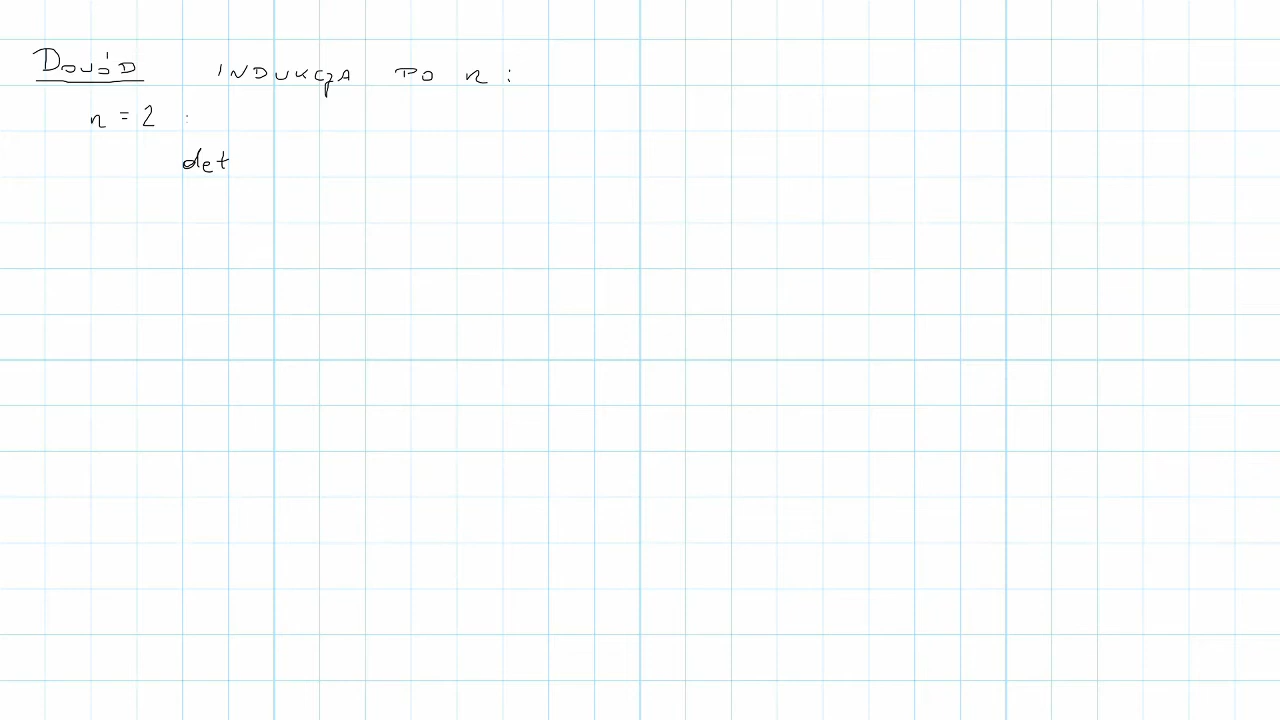 Dowód indukcja po n :
n = 2 :
det